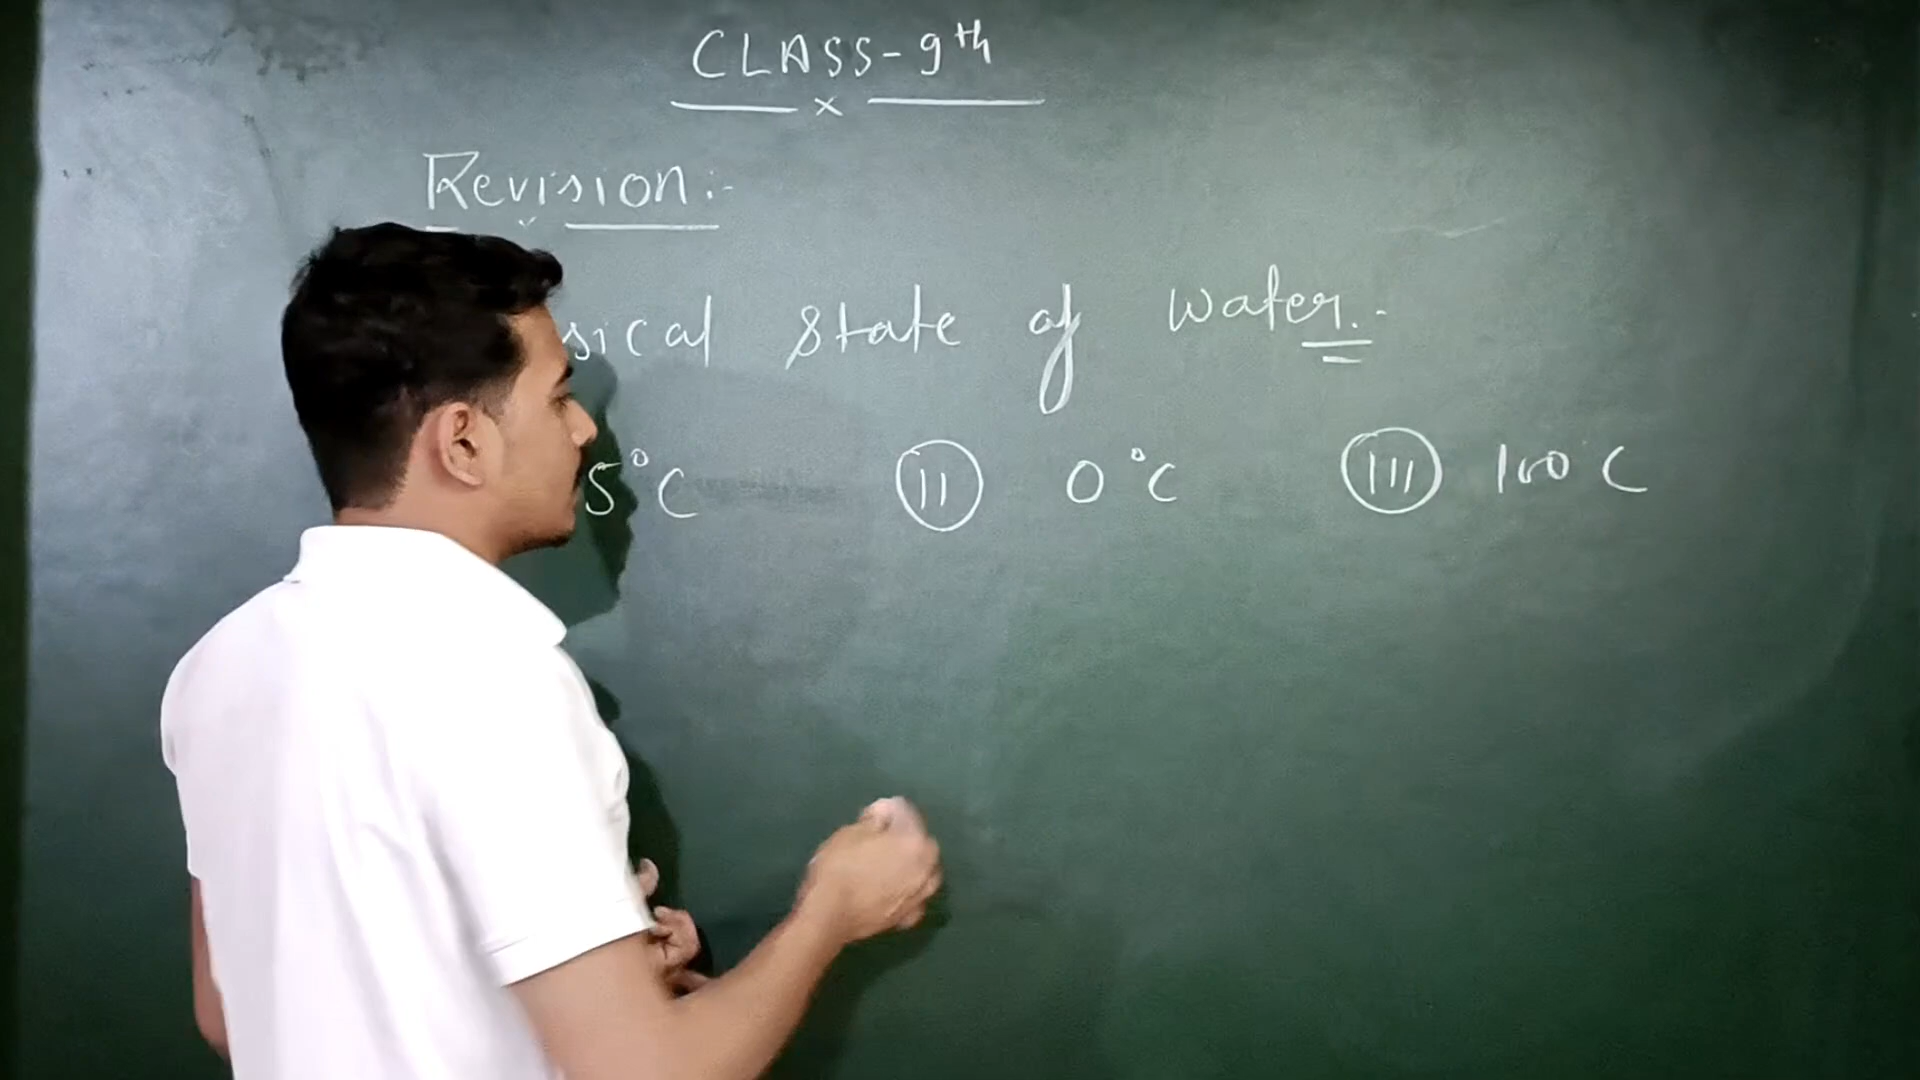 CLASS-9th
Revision:-
sical state of water.-
5°C (II) 0°C (III) 100°C